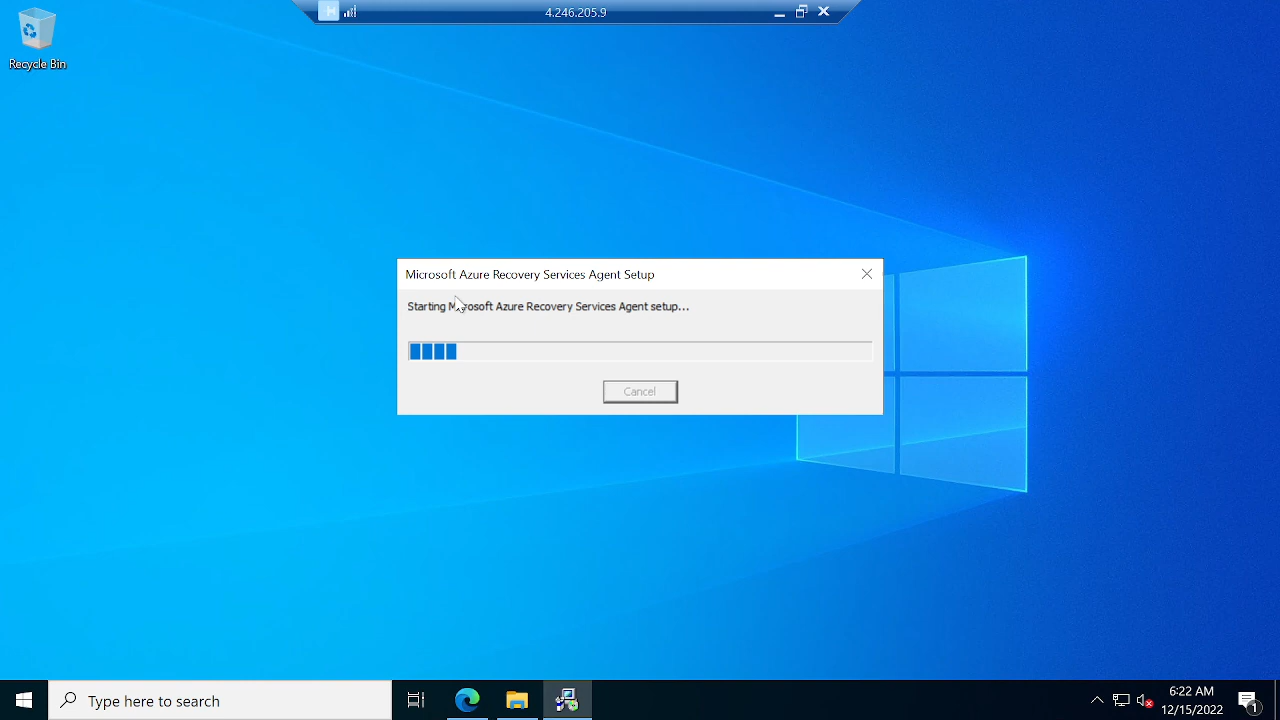 4.246.205.9
Recycle Bin
Microsoft Azure Recovery Services Agent Setup
Starting Microsoft Azure Recovery Services Agent setup...
Cancel
Type here to search
6:22 AM
12/15/2022
1